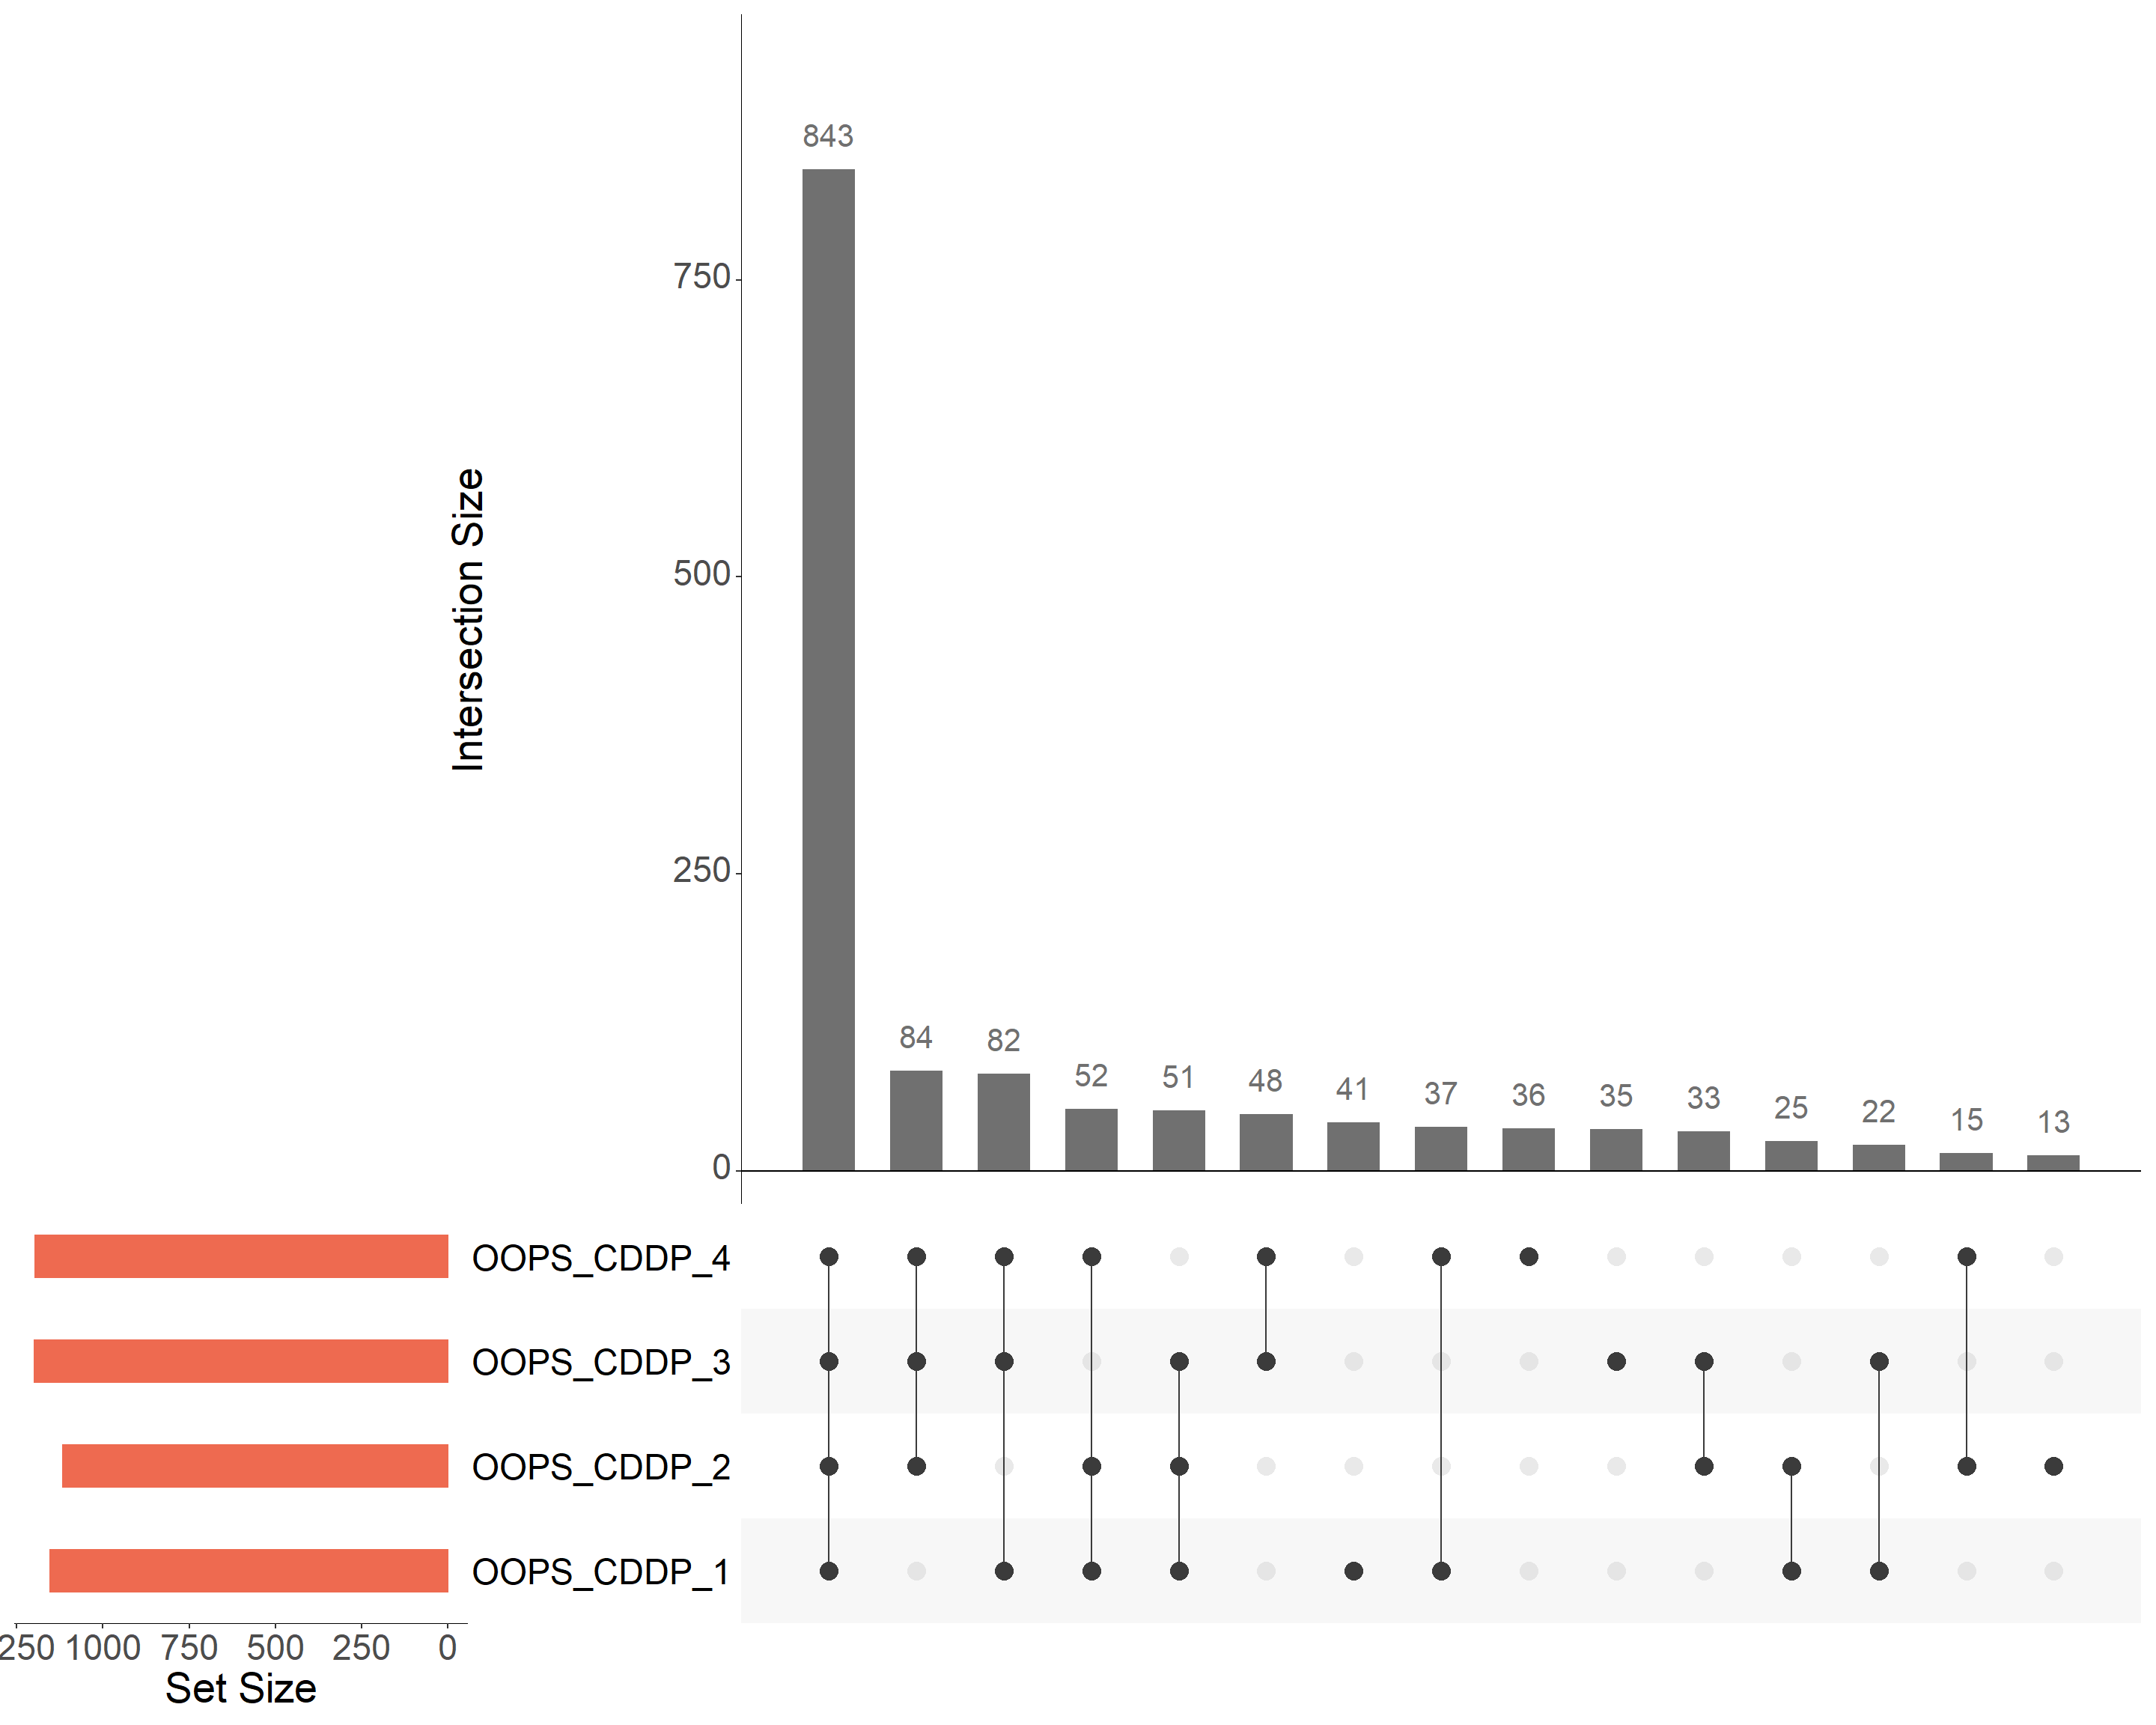 843
750
500
250
0
Intersection Size
84
82
52
51
48
41
37
36
35
33
25
22
15
13
OOPS_CDDP_4
OOPS_CDDP_3
OOPS_CDDP_2
OOPS_CDDP_1
250 1000 750 500 250 0
Set Size